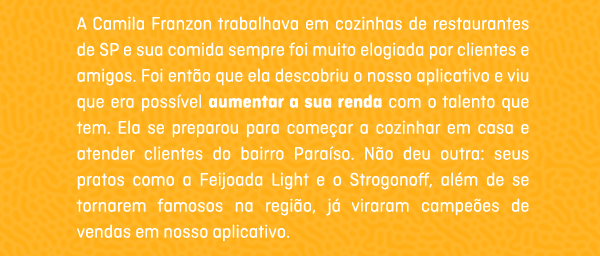 A Camila Franzon trabalhava em cozinhas de restaurantes
de SP e sua comida sempre foi muito elogiada por clientes e
amigos. Foi então que ela descobriu o nosso aplicativo e viu
que era possível aumentar a sua renda com o talento que
tem. Ela se preparou para começar a cozinhar em casa e
atender clientes do bairro Paraíso. Não deu outra: seus
pratos como a Feijoada Light e o Strogonoff, além de se
tornarem famosos na região, já viraram campeões de
vendas em nosso aplicativo.